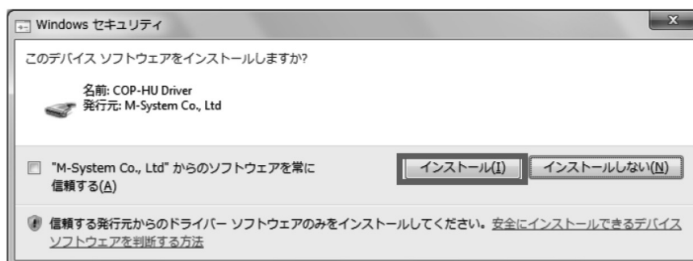 Windows セキュリティ
このデバイス ソフトウェアをインストールしますか?
名前: COP-HU Driver
発行元: M-System Co., Ltd
"M-System Co., Ltd" からのソフトウェアを常に
信頼する(A)
インストール(I)
インストールしない(N)
信頼する発行元からのドライバー ソフトウェアのみをインストールしてください。安全にインストールできるデバイス
ソフトウェアを判断する方法